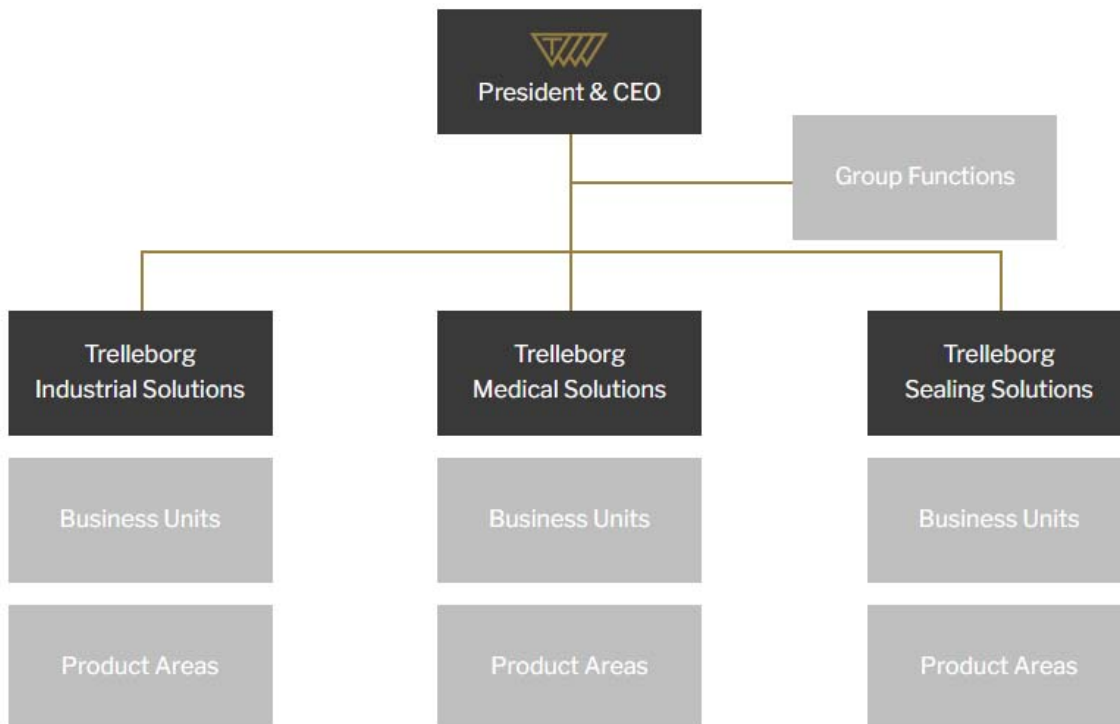 T
President & CEO
Group Functions
Trelleborg
Industrial Solutions
Trelleborg
Medical Solutions
Trelleborg
Sealing Solutions
Business Units
Business Units
Business Units
Product Areas
Product Areas
Product Areas